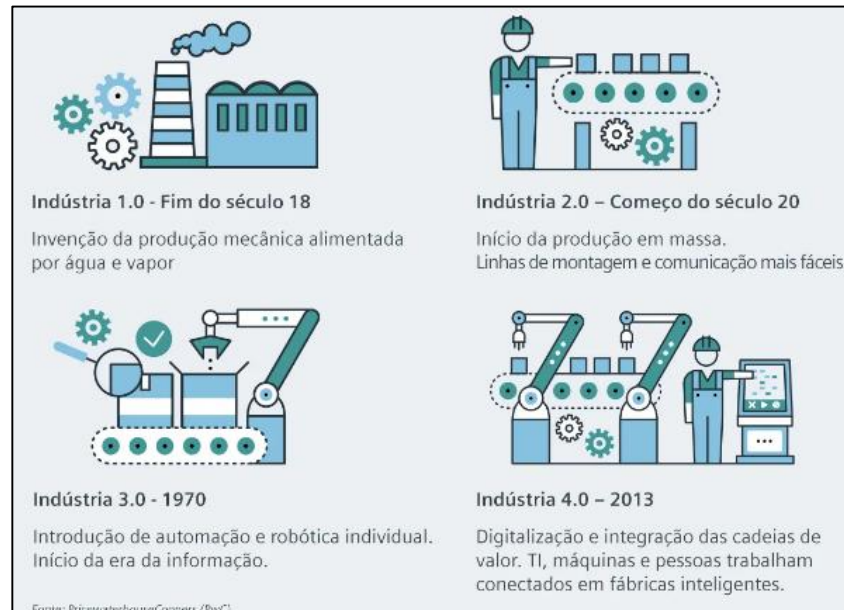 Indústria 1.0 - Fim do século 18
Invenção da produção mecânica alimentada
por água e vapor
Indústria 2.0 – Começo do século 20
Início da produção em massa.
Linhas de montagem e comunicação mais fáceis
Indústria 3.0 - 1970
Introdução de automação e robótica individual.
Início da era da informação.
Indústria 4.0 – 2013
Digitalização e integração das cadeias de
valor. TI, máquinas e pessoas trabalham
conectados em fábricas inteligentes.
Fonte: PricewaterhouseCoopers (PwC)